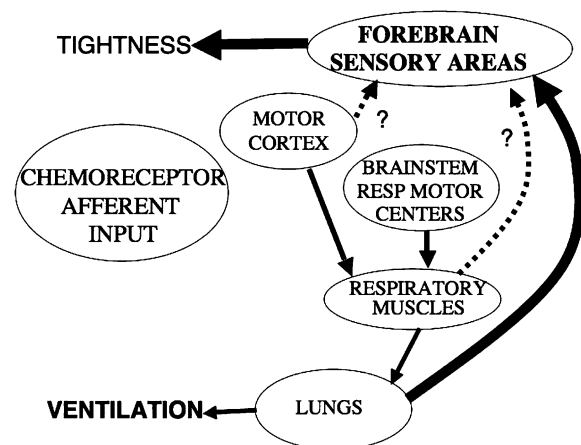 TIGHTNESS
FOREBRAIN
SENSORY AREAS
MOTOR
CORTEX
?
?
BRAINSTEM
RESP MOTOR
CENTERS
CHEMORECEPTOR
AFFERENT
INPUT
RESPIRATORY
MUSCLES
VENTILATION
LUNGS